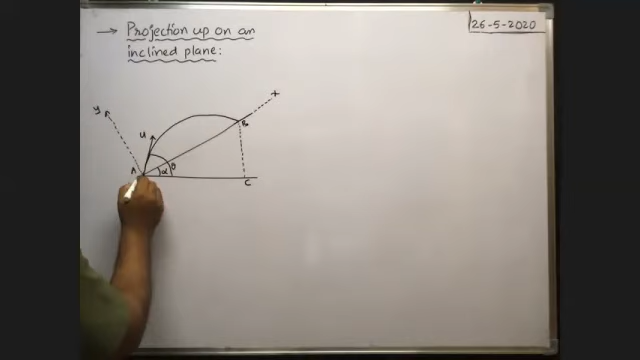 → Projection up on an
inclined plane:
26-5-2020
x
y
u
B
A
α
θ
C